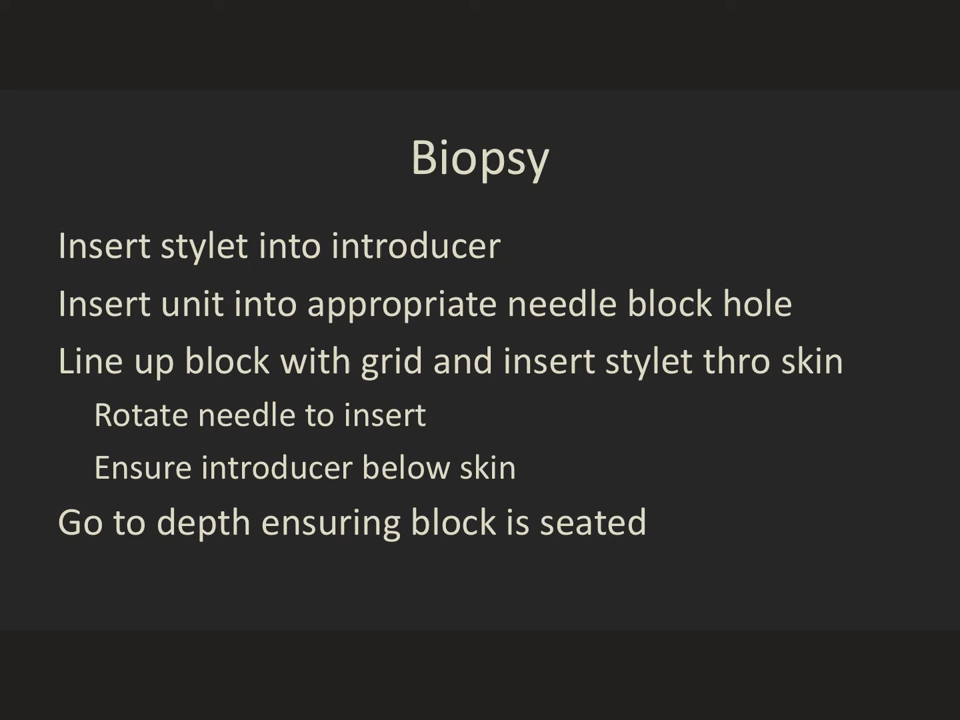 Biopsy
Insert stylet into introducer
Insert unit into appropriate needle block hole
Line up block with grid and insert stylet thro skin
Rotate needle to insert
Ensure introducer below skin
Go to depth ensuring block is seated